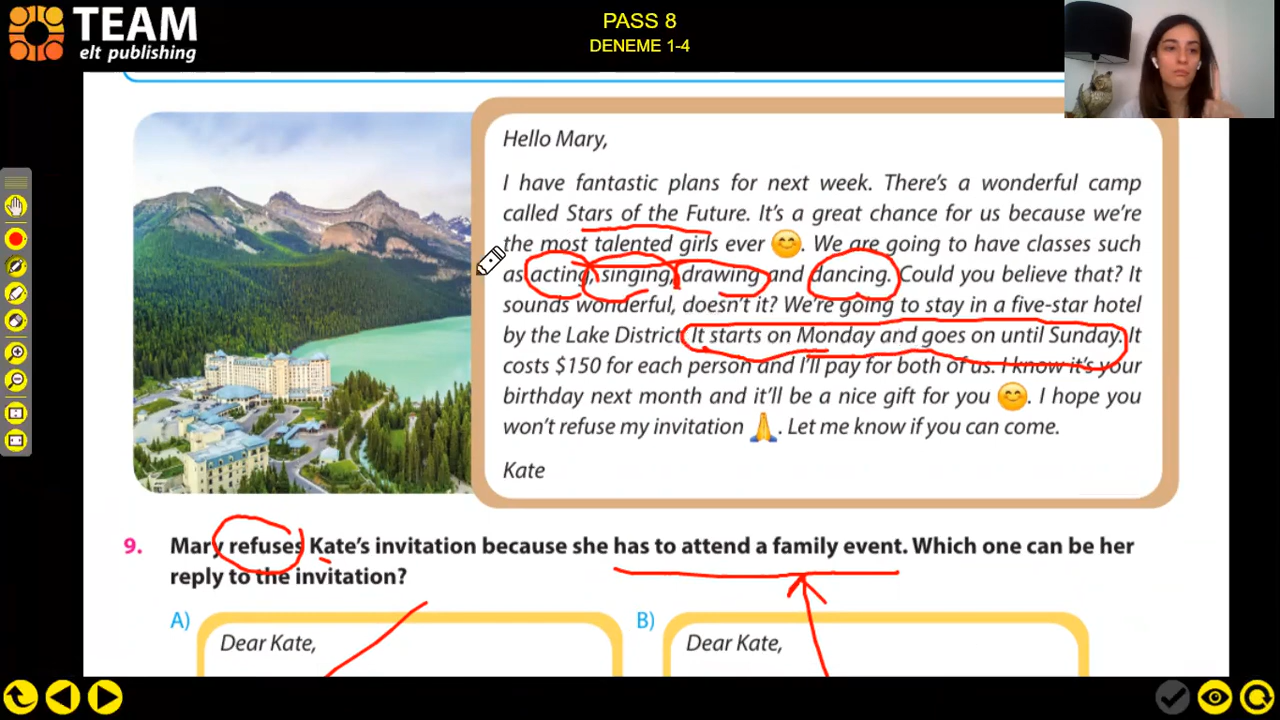 TEAM
elt publishing
PASS 8
DENEME 1-4
Hello Mary,
I have fantastic plans for next week. There's a wonderful camp
called Stars of the Future. It's a great chance for us because we're
the most talented girls ever 😊. We are going to have classes such
as acting, singing, drawing and dancing. Could you believe that? It
sounds wonderful, doesn't it? We're going to stay in a five-star hotel
by the Lake District. It starts on Monday and goes on until Sunday. It
costs $150 for each person and I'll pay for both of us. I know it's your
birthday next month and it'll be a nice gift for you 😊. I hope you
won't refuse my invitation 🙏. Let me know if you can come.
Kate
9. Mary refuses Kate's invitation because she has to attend a family event. Which one can be her
reply to the invitation?
A)
Dear Kate,
B)
Dear Kate,